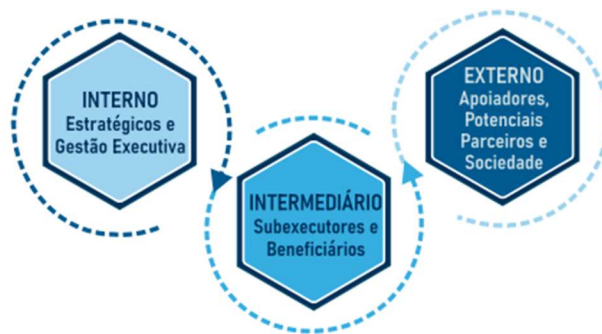 INTERNO
Estratégicos e
Gestão Executiva
INTERMEDIÁRIO
Subexecutores e
Beneficiários
EXTERNO
Apoiadores,
Potenciais
Parceiros e
Sociedade